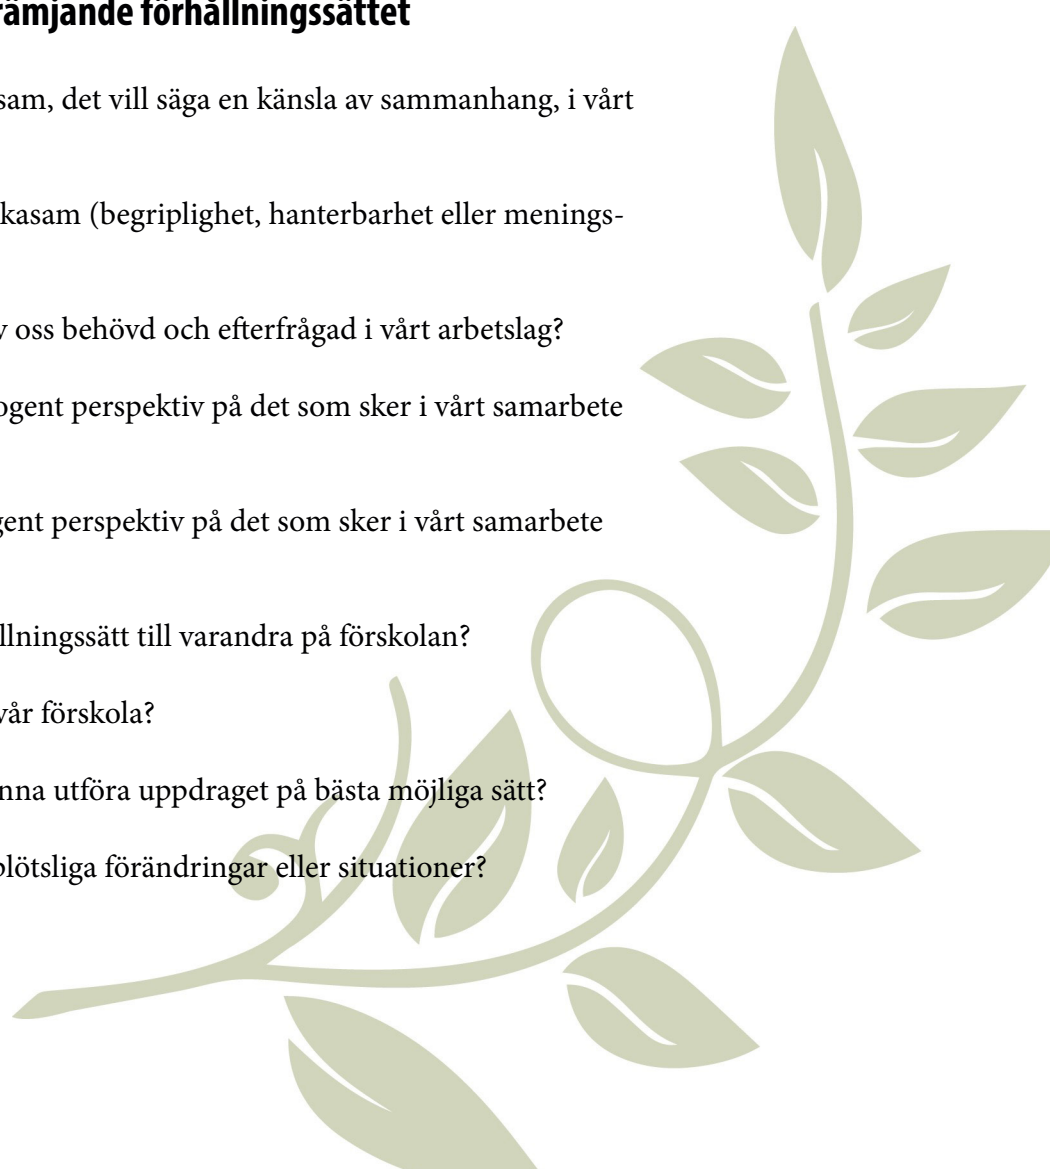 rämjande förhållningssättet
sam, det vill säga en känsla av sammanhang, i vårt
kasam (begriplighet, hanterbarhet eller menings-
v oss behövd och efterfrågad i vårt arbetslag?
ogent perspektiv på det som sker i vårt samarbete
gent perspektiv på det som sker i vårt samarbete
llningssätt till varandra på förskolan?
vår förskola?
nna utföra uppdraget på bästa möjliga sätt?
plötsliga förändringar eller situationer?